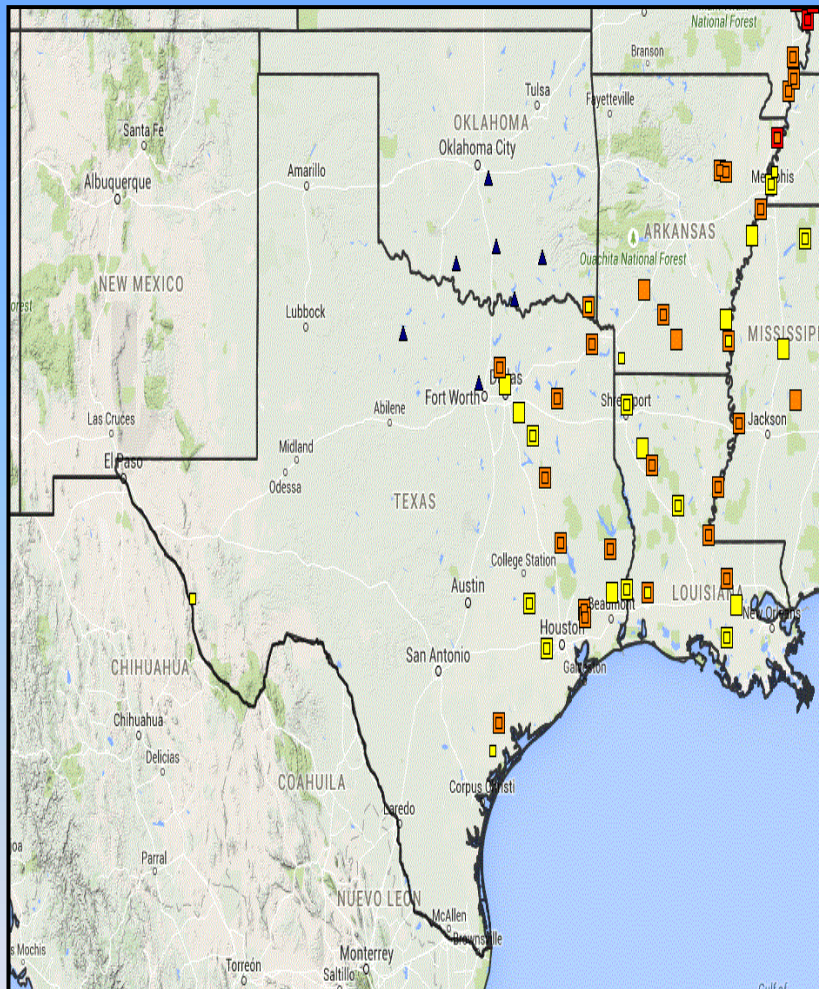 National Forest
Branson
Tulsa
Fayetteville
OKLAHOMA
Oklahoma City
Santa Fe
Amarillo
Albuquerque
ARKANSAS
Ouachita National Forest
NEW MEXICO
Lubbock
MISSISSIPPI
Fort Worth
Abilene
Las Cruces
Jackson
Midland
El Paso
Odessa
TEXAS
College Station
Austin
LOUISIANA
Beaumont
New Orleans
Houston
San Antonio
CHIHUAHUA
Galveston
Chihuahua
Delicias
COAHUILA
Corpus Christi
Laredo
Parral
NUEVO LEON
McAllen
Brownsville
s Mochis
Monterrey
Torreón
Saltillo
Gulf of